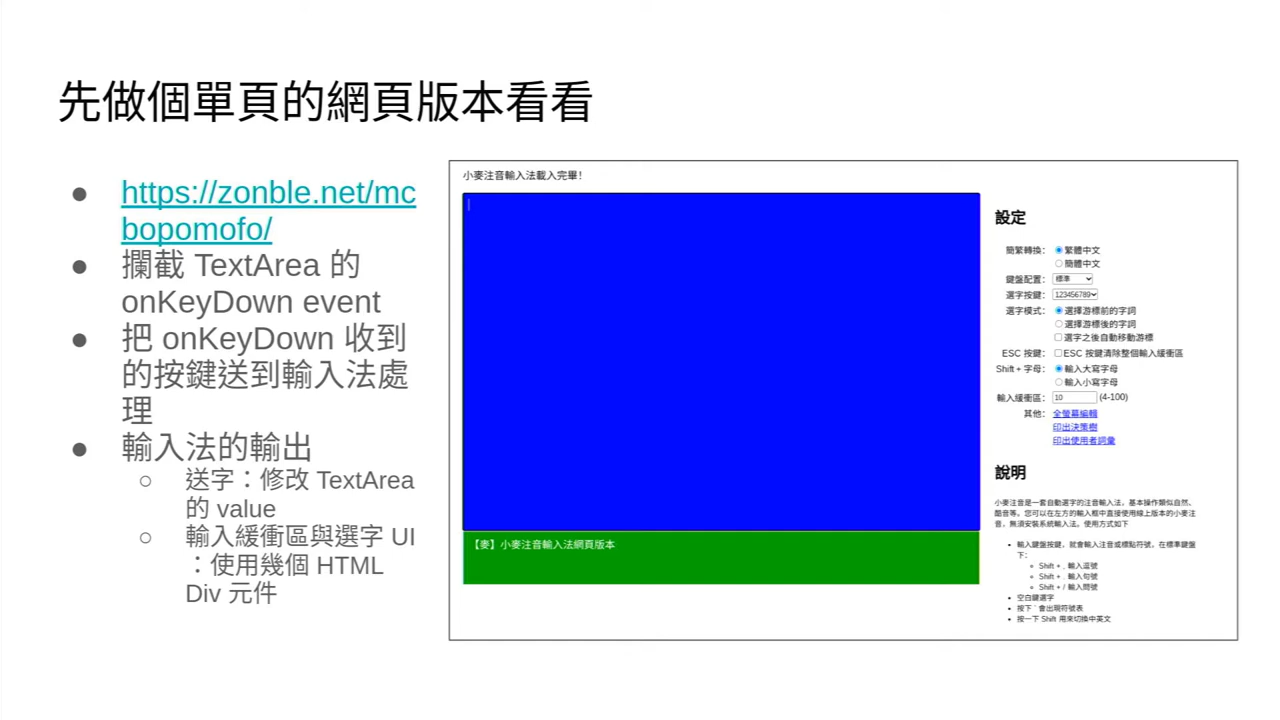 先做個單頁的網頁版本看看
● https://zonble.net/mc
bopomofo/
● 攔截 TextArea 的
onKeyDown event
● 把 onKeyDown 收到
的按鍵送到輸入法處
理
● 輸入法的輸出
○ 送字：修改 TextArea
的 value
○ 輸入緩衝區與選字 UI
：使用幾個 HTML
Div 元件
小麥注音輸入法載入完畢！
【麥】小麥注音輸入法網頁版本
設定
簡繁轉換： 繁體中文
簡體中文
鍵盤配置： 標準
選字按鍵： 123456789
選字模式： 選擇游標前的字詞
選擇游標後的字詞
選字之後自動移動游標
ESC 按鍵： ESC 按鍵清除整個輸入緩衝區
Shift + 字母： 輸入大寫字母
輸入小寫字母
輸入緩衝區： 10 (4-100)
其他： 全螢幕編輯
印出決策樹
印出使用者詞彙
說明
小麥注音是一套自動選字的注音輸入法，基本操作類似自然、
酷音等。您可以在左方的輸入框中直接使用線上版本的小麥注
音，無須安裝系統輸入法。使用方式如下
• 輸入鍵盤按鍵，就會輸入注音或標點符號，在標準鍵盤
下：
◦ Shift + , 輸入逗號
◦ Shift + . 輸入句號
◦ Shift + / 輸入問號
• 空白鍵選字
• 按下 ` 會出現符號表
• 按一下 Shift 用來切換中英文